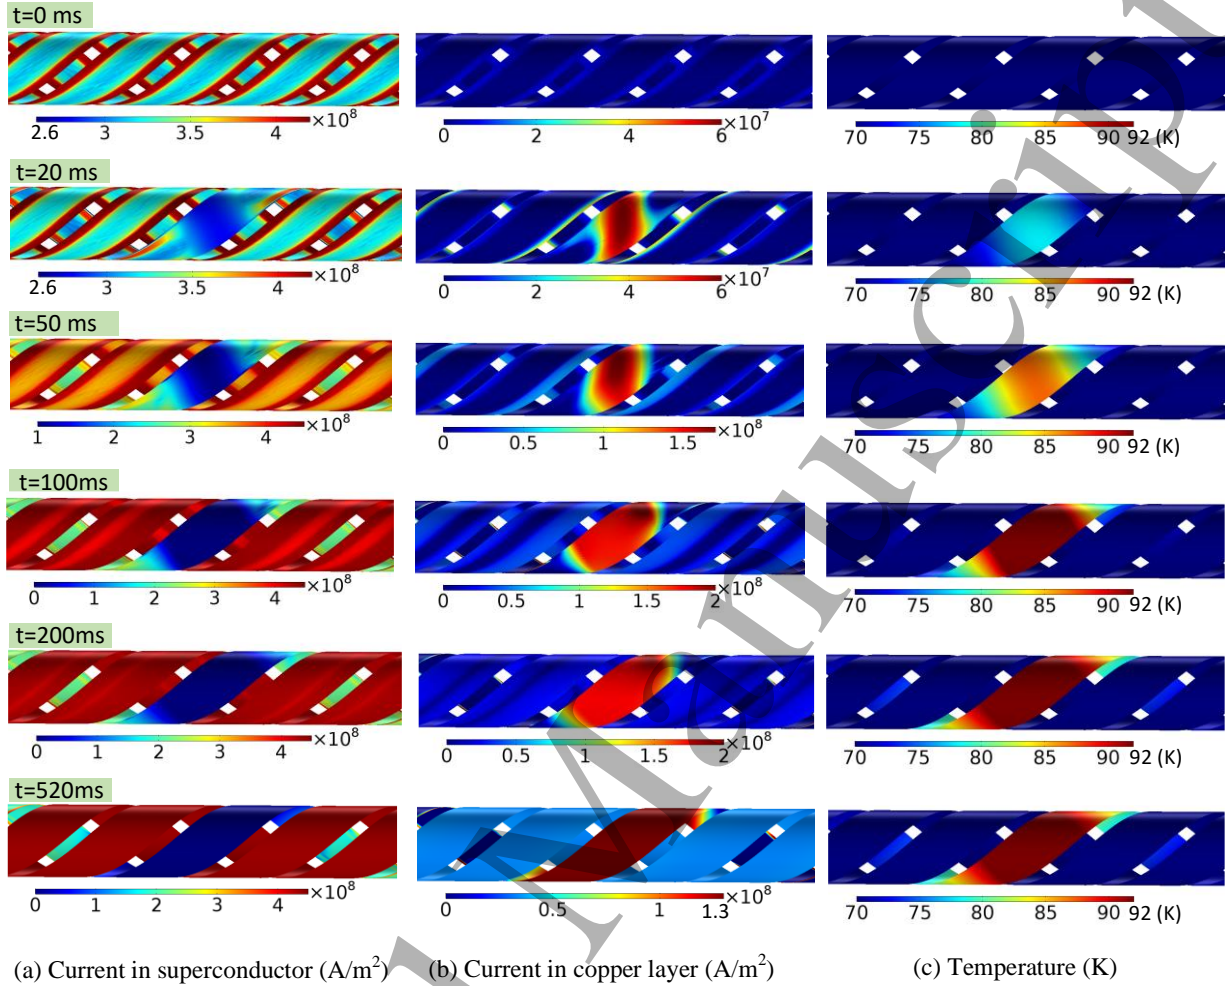 t=0 ms
2.6 3 3.5 4 ×10⁸
0 2 4 6 ×10⁷
70 75 80 85 90 92 (K)
t=20 ms
2.6 3 3.5 4 ×10⁸
0 2 4 6 ×10⁷
70 75 80 85 90 92 (K)
t=50 ms
1 2 3 4 ×10⁸
0 0.5 1 1.5 ×10⁸
70 75 80 85 90 92 (K)
t=100ms
0 1 2 3 4 ×10⁸
0 0.5 1 1.5 2 ×10⁸
70 75 80 85 90 92 (K)
t=200ms
0 1 2 3 4 ×10⁸
0 0.5 1 1.5 2 ×10⁸
70 75 80 85 90 92 (K)
t=520ms
0 1 2 3 4 ×10⁸
0 0.5 1 1.3 ×10⁸
70 75 80 85 90 92 (K)
(a) Current in superconductor (A/m²)
(b) Current in copper layer (A/m²)
(c) Temperature (K)
Manuscrip